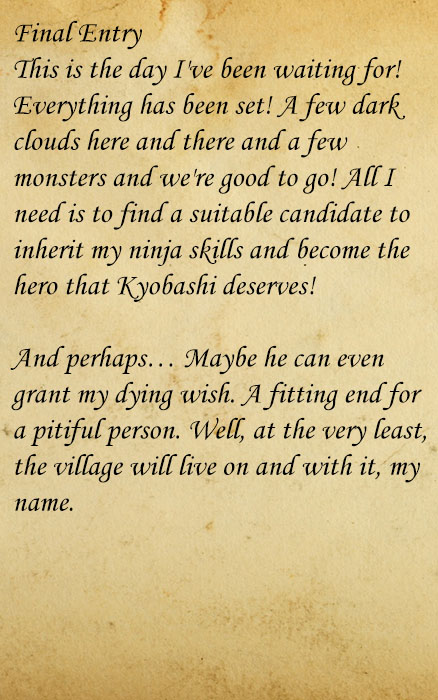 Final Entry
This is the day I've been waiting for!
Everything has been set! A few dark
clouds here and there and a few
monsters and we're good to go! All I
need is to find a suitable candidate to
inherit my ninja skills and become the
hero that Kyobashi deserves!
And perhaps… Maybe he can even
grant my dying wish. A fitting end for
a pitiful person. Well, at the very least,
the village will live on and with it, my
name.